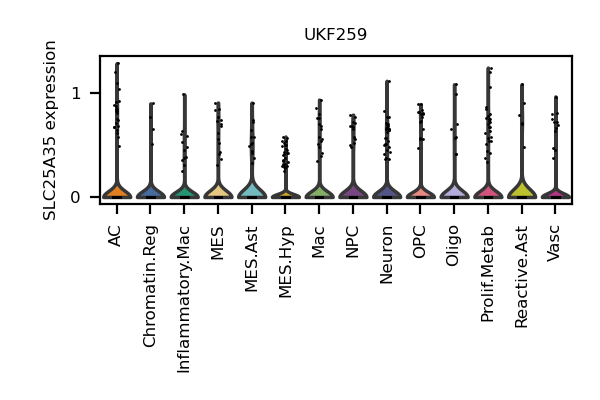 UKF259
SLC25A35 expression
1
0
AC
Chromatin.Reg
Inflammatory.Mac
MES
MES.Ast
MES.Hyp
Mac
NPC
Neuron
OPC
Oligo
Prolif.Metab
Reactive.Ast
Vasc